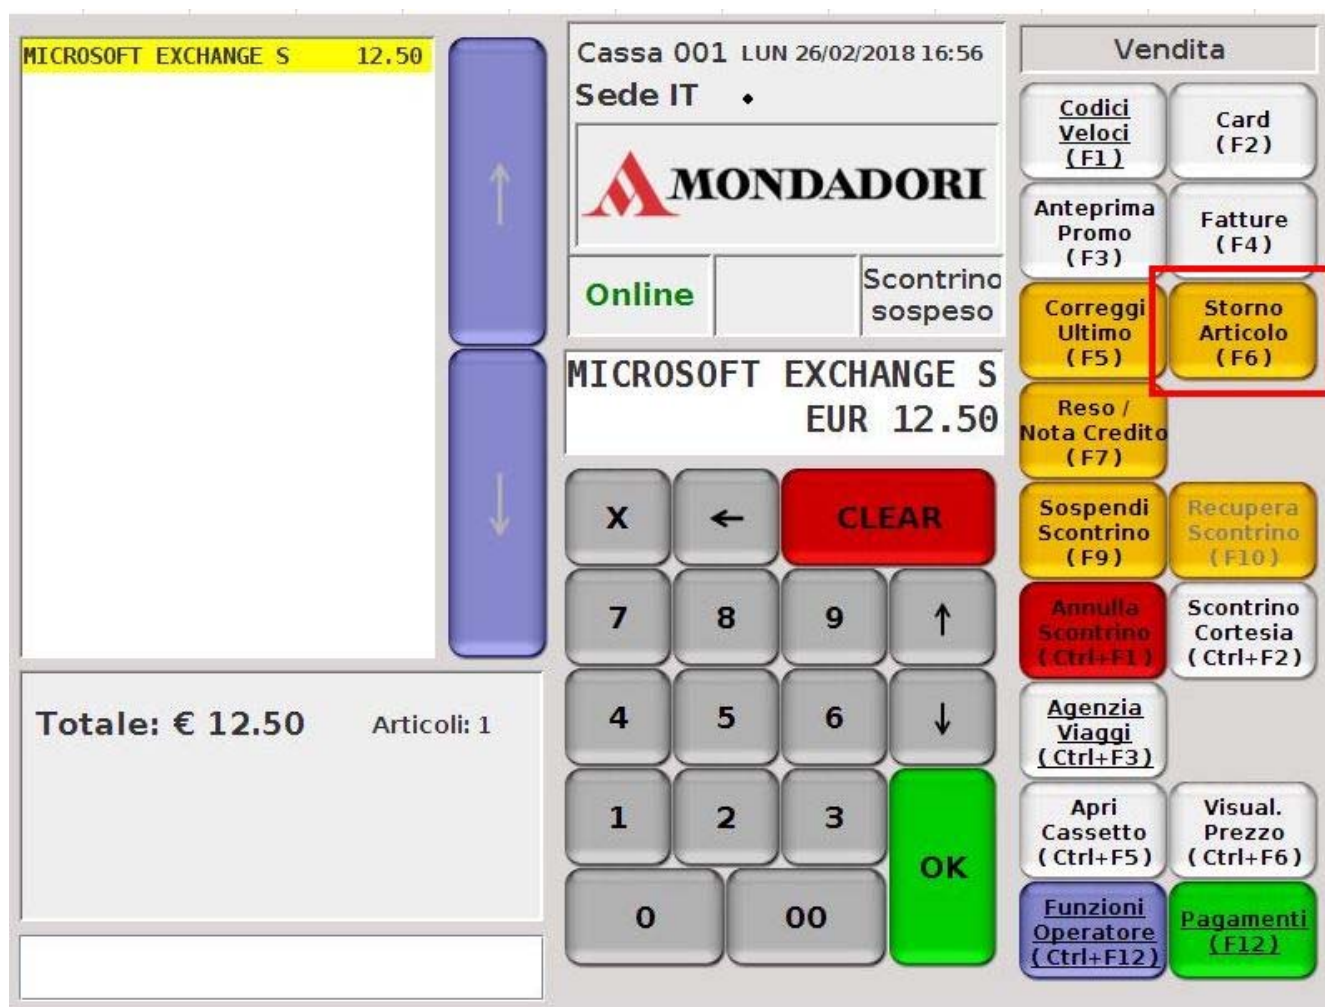 MICROSOFT EXCHANGE S 12.50
↑
↓
Totale: € 12.50 Articoli: 1
Cassa 001 LUN 26/02/2018 16:56
Sede IT
MONDADORI
Online
Scontrino
sospeso
MICROSOFT EXCHANGE S
EUR 12.50
X ← CLEAR
7 8 9 ↑
4 5 6 ↓
1 2 3
OK
0 00
Vendita
Codici
Veloci
(F1)
Card
(F2)
Anteprima
Promo
(F3)
Fatture
(F4)
Correggi
Ultimo
(F5)
Storno
Articolo
(F6)
Reso /
Nota Credito
(F7)
Sospendi
Scontrino
(F9)
Recupera
Scontrino
(F10)
Annulla
Scontrino
(Ctrl+F1)
Scontrino
Cortesia
(Ctrl+F2)
Agenzia
Viaggi
(Ctrl+F3)
Apri
Cassetto
(Ctrl+F5)
Visual.
Prezzo
(Ctrl+F6)
Funzioni
Operatore
(Ctrl+F12)
Pagamenti
(F12)